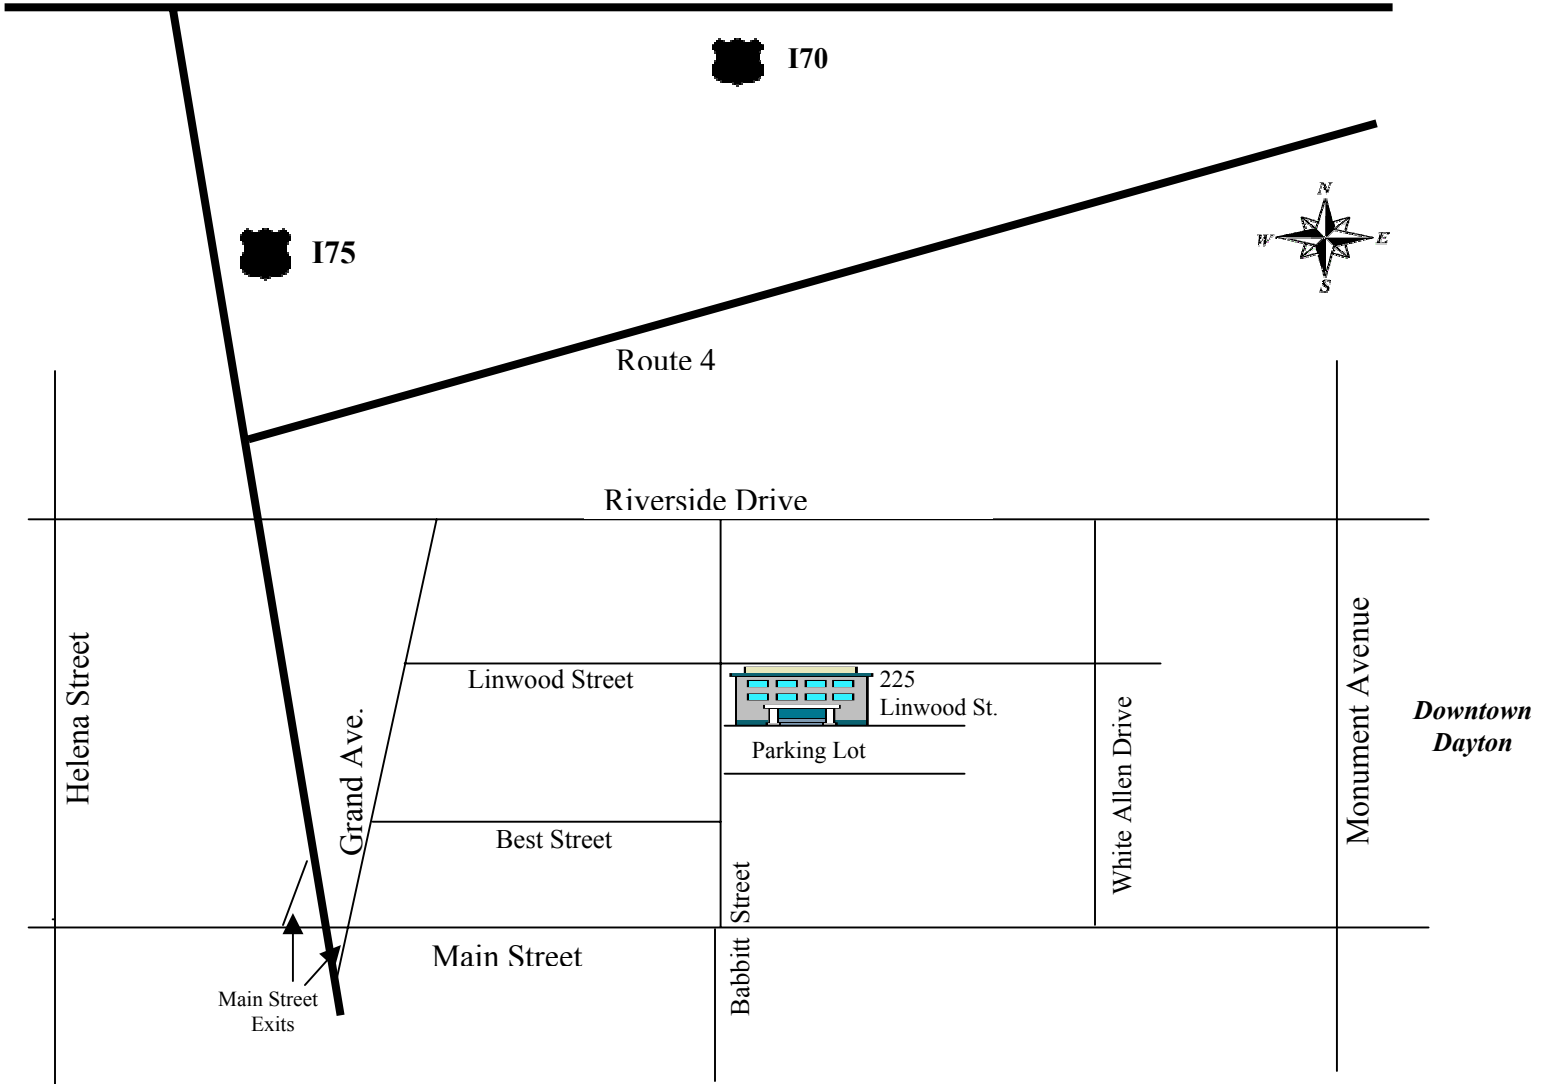 I70
N
W
E
S
I75
Route 4
Riverside Drive
Helena Street
Grand Ave.
Linwood Street
225
Linwood St.
Parking Lot
Best Street
Babbitt Street
White Allen Drive
Monument Avenue
Downtown
Dayton
Main Street
Main Street
Exits